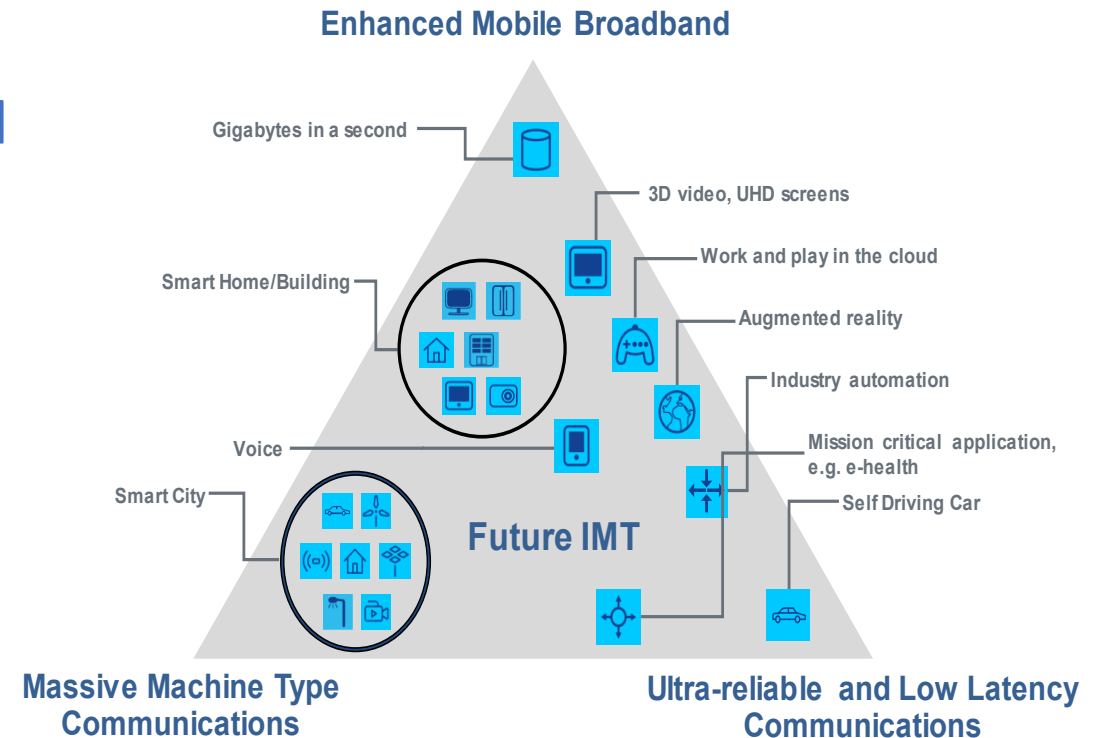 Enhanced Mobile Broadband
Gigabytes in a second
3D video, UHD screens
Work and play in the cloud
Smart Home/Building
Augmented reality
Industry automation
Voice
Mission critical application,
e.g. e-health
Smart City
Self Driving Car
Future IMT
Massive Machine Type
Communications
Ultra-reliable and Low Latency
Communications